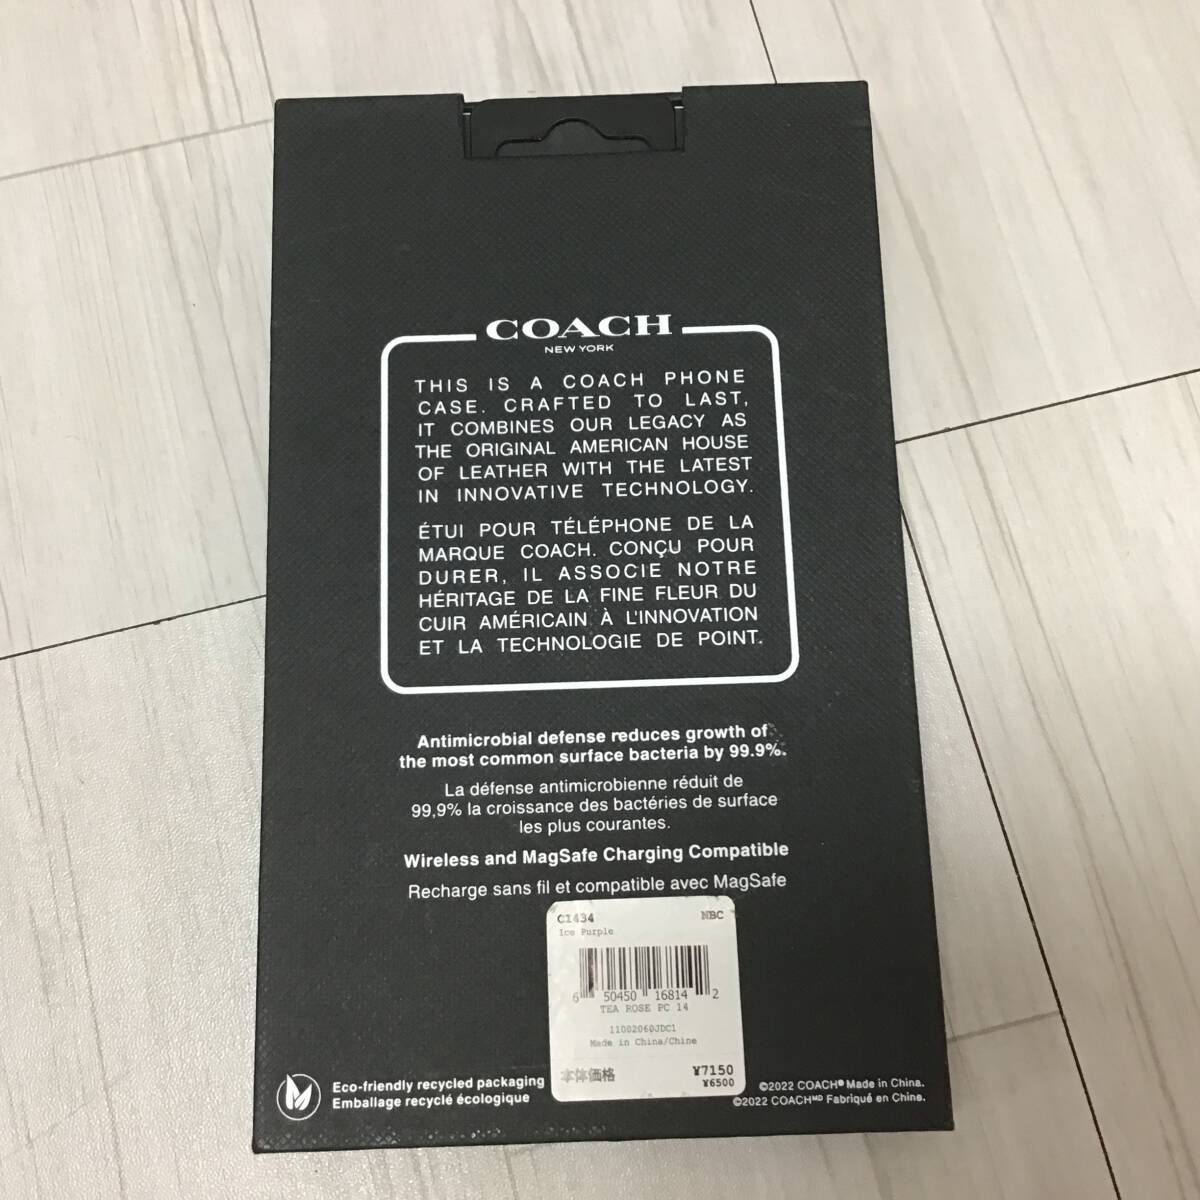 COACH
NEW YORK
THIS IS A COACH PHONE
CASE. CRAFTED TO LAST,
IT COMBINES OUR LEGACY AS
THE ORIGINAL AMERICAN HOUSE
OF LEATHER WITH THE LATEST
IN INNOVATIVE TECHNOLOGY.
ÉTUI POUR TÉLÉPHONE DE LA
MARQUE COACH. CONÇU POUR
DURER, IL ASSOCIE NOTRE
HÉRITAGE DE LA FINE FLEUR DU
CUIR AMÉRICAIN À L'INNOVATION
ET LA TECHNOLOGIE DE POINT.
Antimicrobial defense reduces growth of
the most common surface bacteria by 99.9%.
La défense antimicrobienne réduit de
99,9% la croissance des bactéries de surface
les plus courantes.
Wireless and MagSafe Charging Compatible
Recharge sans fil et compatible avec MagSafe
C1434 NBC
Ice Purple
6 50450 16814 2
TEA ROSE PC 14
11002060JDC1
Made in China/Chine
本体価格 ¥7150
¥6500
Eco-friendly recycled packaging
Emballage recyclé écologique
©2022 COACH® Made in China.
©2022 COACHᴹᴰ Fabriqué en Chine.